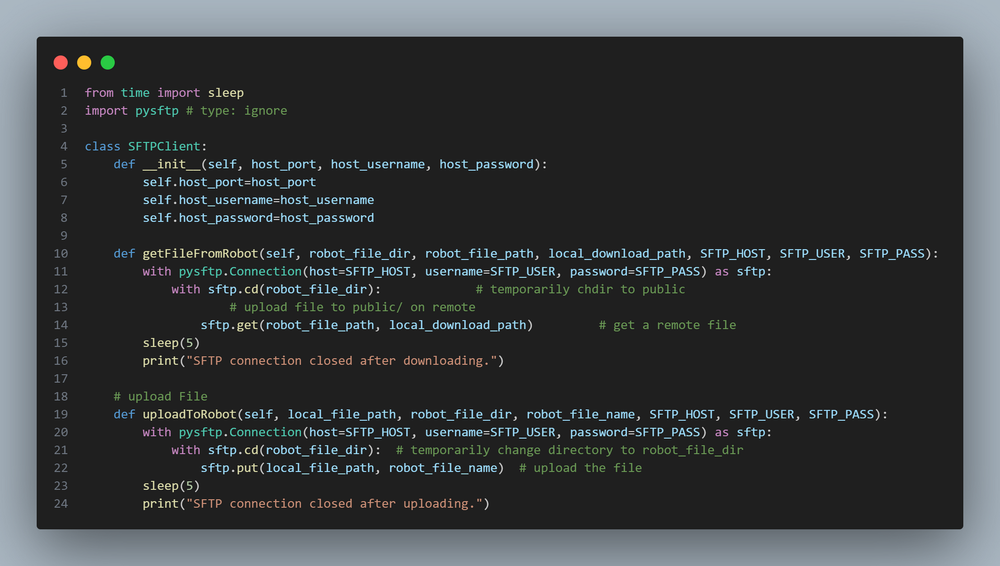 1 from time import sleep
2 import pysftp # type: ignore
3
4 class SFTPClient:
5     def __init__(self, host_port, host_username, host_password):
6         self.host_port=host_port
7         self.host_username=host_username
8         self.host_password=host_password
9
10     def getFileFromRobot(self, robot_file_dir, robot_file_path, local_download_path, SFTP_HOST, SFTP_USER, SFTP_PASS):
11         with pysftp.Connection(host=SFTP_HOST, username=SFTP_USER, password=SFTP_PASS) as sftp:
12             with sftp.cd(robot_file_dir):             # temporarily chdir to public
13                     # upload file to public/ on remote
14                 sftp.get(robot_file_path, local_download_path)         # get a remote file
15         sleep(5)
16         print("SFTP connection closed after downloading.")
17
18     # upload File
19     def uploadToRobot(self, local_file_path, robot_file_dir, robot_file_name, SFTP_HOST, SFTP_USER, SFTP_PASS):
20         with pysftp.Connection(host=SFTP_HOST, username=SFTP_USER, password=SFTP_PASS) as sftp:
21             with sftp.cd(robot_file_dir):  # temporarily change directory to robot_file_dir
22                 sftp.put(local_file_path, robot_file_name)  # upload the file
23         sleep(5)
24         print("SFTP connection closed after uploading.")